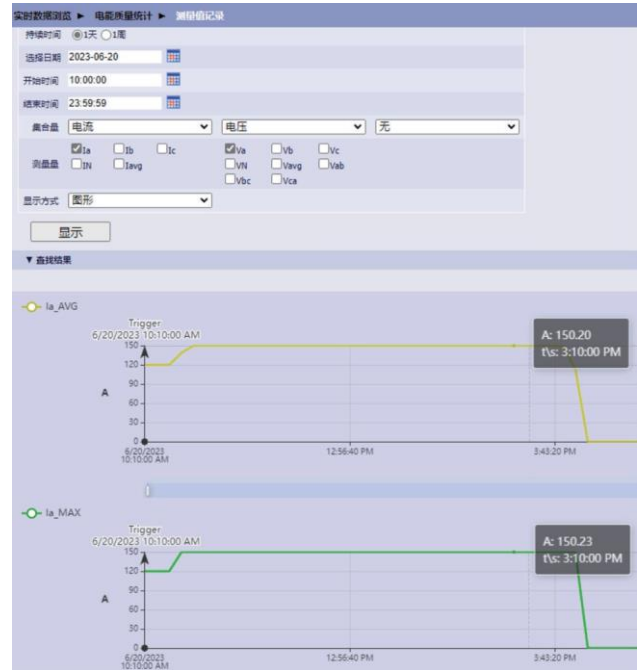 实时数据浏览 ▶ 电能质量统计 ▶ 测量值记录
持续时间 1天 1周
选择日期 2023-06-20
开始时间 10:00:00
结束时间 23:59:59
集合量 电流 电压 无
Ia Ib Ic Va Vb Vc
测量量 IN Iavg VN Vavg Vab
Vbc Vca
显示方式 图形
显示
▼ 查找结果
Ia_AVG
Trigger
6/20/2023 10:10:00 AM
A: 150.20
t\s: 3:10:00 PM
150
120
90
A
60
30
0
6/20/2023
10:10:00 AM
12:56:40 PM
3:43:20 PM
Ia_MAX
Trigger
6/20/2023 10:10:00 AM
A: 150.23
t\s: 3:10:00 PM
150
120
90
A
60
30
0
6/20/2023
10:10:00 AM
12:56:40 PM
3:43:20 PM